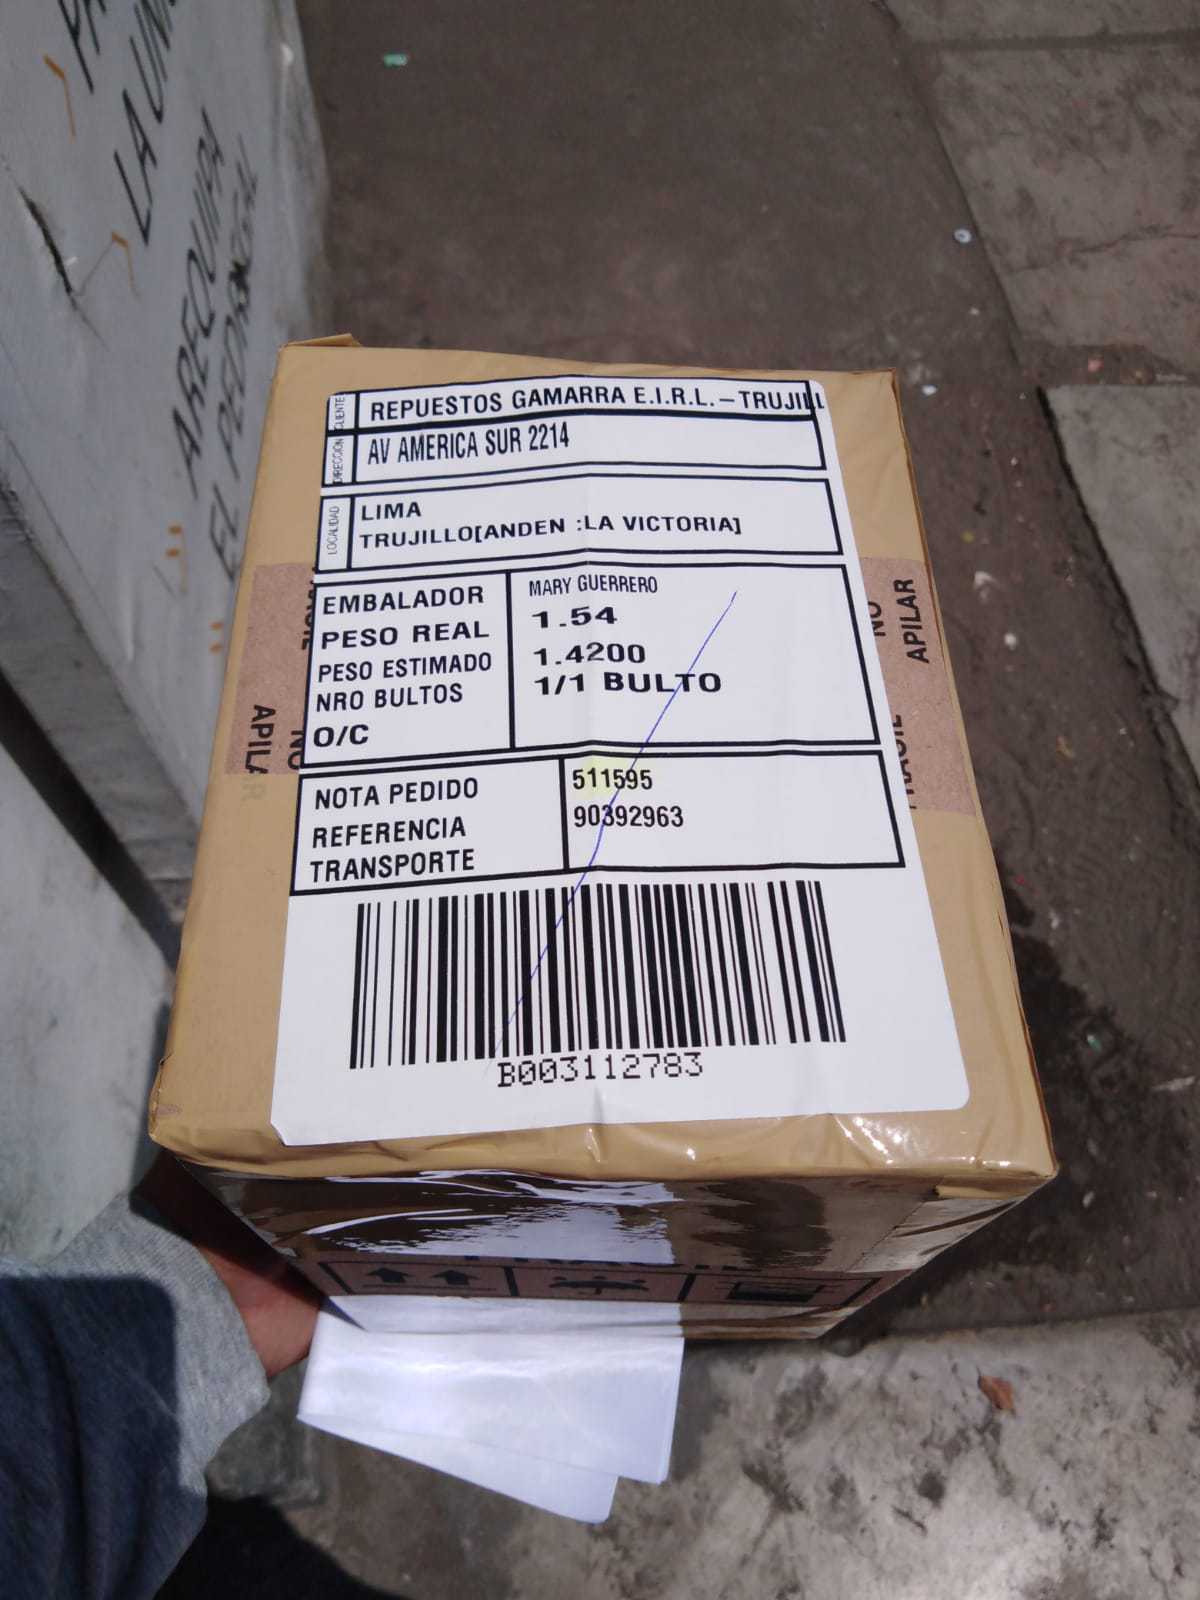 LA UNI
AREQUIPA
EL PEDREGAL
CLIENTE
REPUESTOS GAMARRA E.I.R.L.-TRUJILL
DIRECCION
AV AMERICA SUR 2214
LOCALIDAD
LIMA
TRUJILLO[ANDEN :LA VICTORIA]
EMBALADOR MARY GUERRERO
PESO REAL 1.54
PESO ESTIMADO 1.4200
NRO BULTOS 1/1 BULTO
O/C
NOTA PEDIDO 511595
REFERENCIA 90392963
TRANSPORTE
B003112783
NO
APILAR
NO
APILAR
FRAGIL